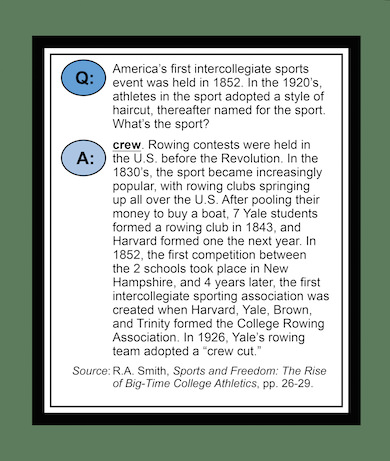 Q:
America's first intercollegiate sports
event was held in 1852. In the 1920's,
athletes in the sport adopted a style of
haircut, thereafter named for the sport.
What's the sport?
A:
crew. Rowing contests were held in
the U.S. before the Revolution. In the
1830's, the sport became increasingly
popular, with rowing clubs springing
up all over the U.S. After pooling their
money to buy a boat, 7 Yale students
formed a rowing club in 1843, and
Harvard formed one the next year. In
1852, the first competition between
the 2 schools took place in New
Hampshire, and 4 years later, the first
intercollegiate sporting association was
created when Harvard, Yale, Brown,
and Trinity formed the College Rowing
Association. In 1926, Yale's rowing
team adopted a "crew cut."
Source: R.A. Smith, Sports and Freedom: The Rise
of Big-Time College Athletics, pp. 26-29.